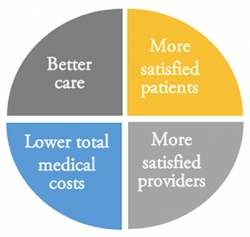 Better
care
More
satisfied
patients
Lower total
medical
costs
More
satisfied
providers